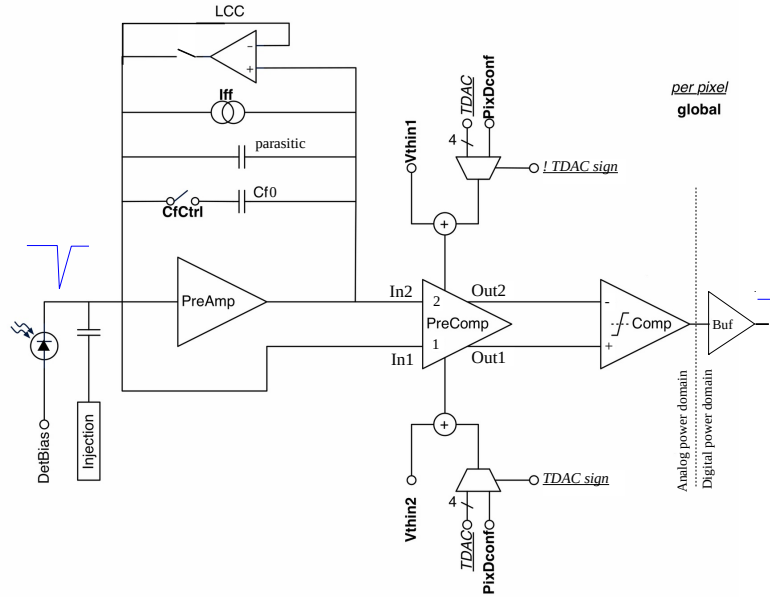 LCC
-
+
Iff
parasitic
Cf0
CfCtrl
PreAmp
DetBias
Injection
TDAC
PixDconf
4
Vthin1
! TDAC sign
+
per pixel
global
In2
Out2
2
PreComp
1
In1
Out1
-
Comp
+
Buf
Analog power domain
Digital power domain
+
Vthin2
TDAC sign
4
TDAC
PixDconf